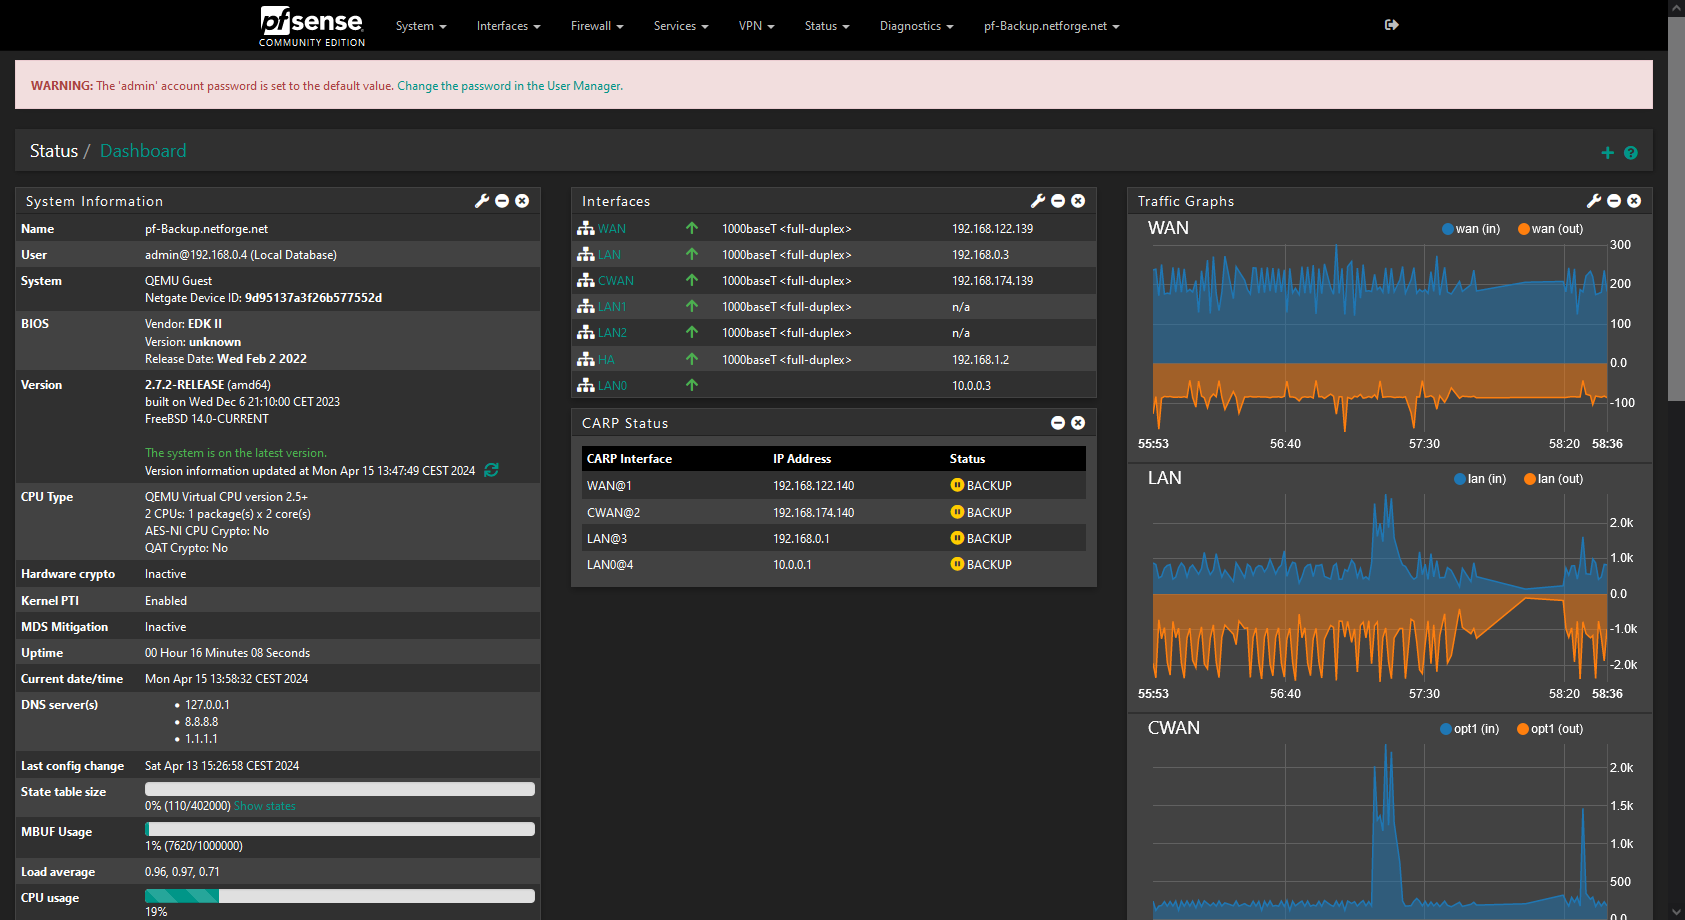 pfsense
COMMUNITY EDITION
System
Interfaces
Firewall
Services
VPN
Status
Diagnostics
pf-Backup.netforge.net
WARNING: The 'admin' account password is set to the default value. Change the password in the User Manager.
Status / Dashboard
System Information
Name pf-Backup.netforge.net
User admin@192.168.0.4 (Local Database)
System QEMU Guest
Netgate Device ID: 9d95137a3f26b577552d
BIOS Vendor: EDK II
Version: unknown
Release Date: Wed Feb 2 2022
Version 2.7.2-RELEASE (amd64)
built on Wed Dec 6 21:10:00 CET 2023
FreeBSD 14.0-CURRENT
The system is on the latest version.
Version information updated at Mon Apr 15 13:47:49 CEST 2024
CPU Type QEMU Virtual CPU version 2.5+
2 CPUs: 1 package(s) x 2 core(s)
AES-NI CPU Crypto: No
QAT Crypto: No
Hardware crypto Inactive
Kernel PTI Enabled
MDS Mitigation Inactive
Uptime 00 Hour 16 Minutes 08 Seconds
Current date/time Mon Apr 15 13:58:32 CEST 2024
DNS server(s) • 127.0.0.1
• 8.8.8.8
• 1.1.1.1
Last config change Sat Apr 13 15:26:58 CEST 2024
State table size
0% (110/402000) Show states
MBUF Usage
1% (7620/1000000)
Load average 0.96, 0.97, 0.71
CPU usage
19%
Interfaces
WAN 1000baseT <full-duplex> 192.168.122.139
LAN 1000baseT <full-duplex> 192.168.0.3
CWAN 1000baseT <full-duplex> 192.168.174.139
LAN1 1000baseT <full-duplex> n/a
LAN2 1000baseT <full-duplex> n/a
HA 1000baseT <full-duplex> 192.168.1.2
LAN0 10.0.0.3
CARP Status
CARP Interface IP Address Status
WAN@1 192.168.122.140 BACKUP
CWAN@2 192.168.174.140 BACKUP
LAN@3 192.168.0.1 BACKUP
LAN0@4 10.0.0.1 BACKUP
Traffic Graphs
WAN wan (in) wan (out)
300
200
100
0.0
-100
55:53 56:40 57:30 58:20 58:36
LAN lan (in) lan (out)
2.0k
1.0k
0.0
-1.0k
-2.0k
55:53 56:40 57:30 58:20 58:36
CWAN opt1 (in) opt1 (out)
2.0k
1.5k
1.0k
500
0.0